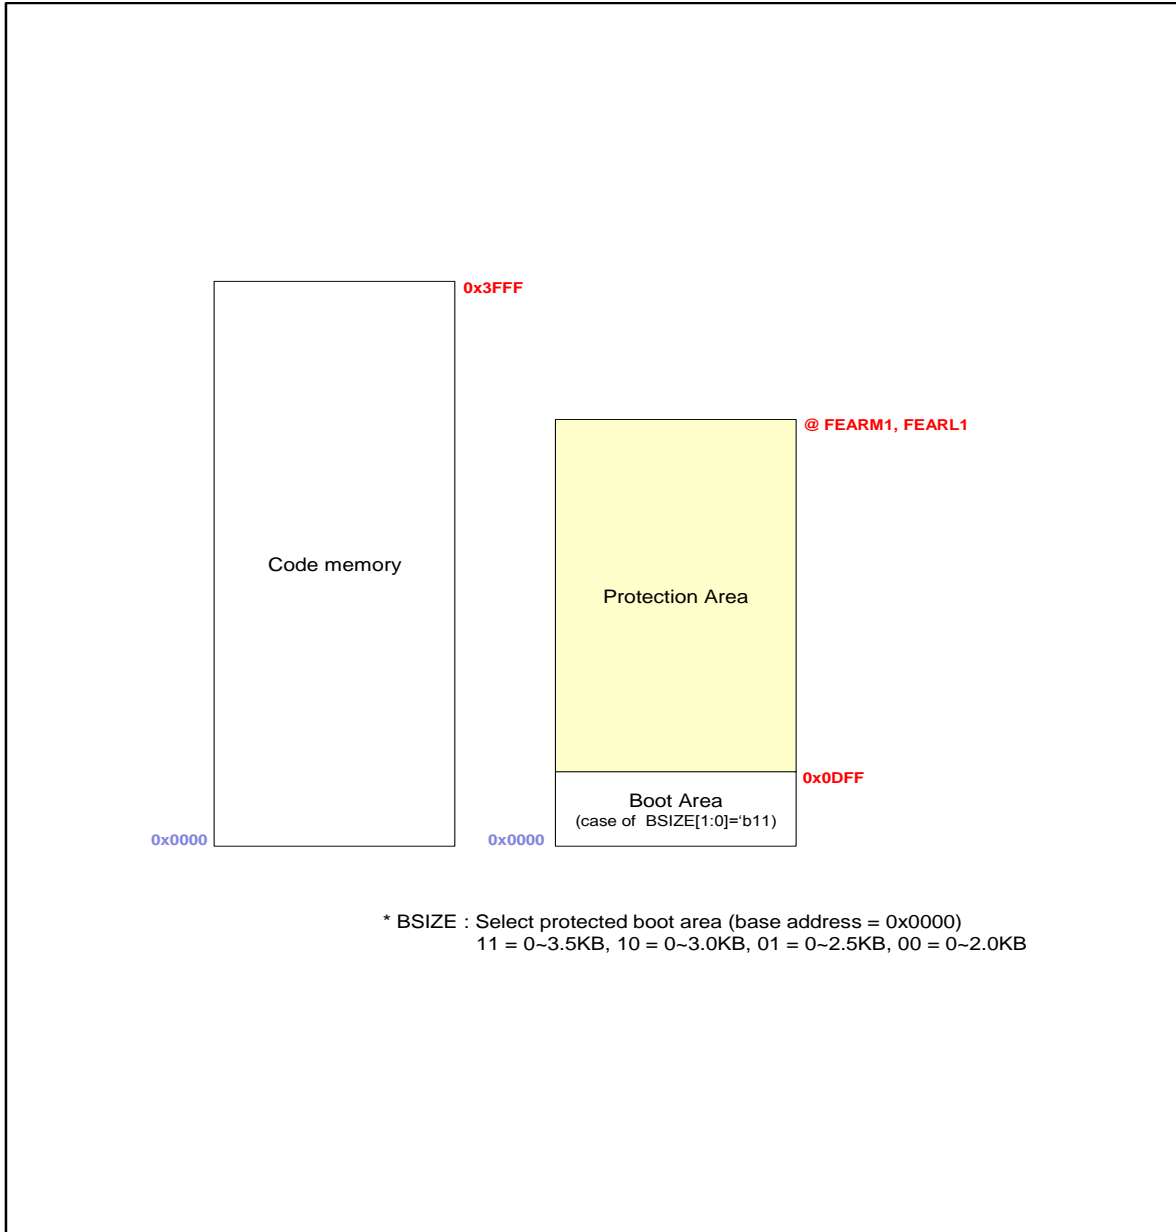 0x3FFF
@ FEARM1, FEARL1
Code memory
Protection Area
0x0DFF
Boot Area
(case of  BSIZE[1:0]=‘b11)
0x0000
0x0000
* BSIZE : Select protected boot area (base address = 0x0000)
11 = 0~3.5KB, 10 = 0~3.0KB, 01 = 0~2.5KB, 00 = 0~2.0KB